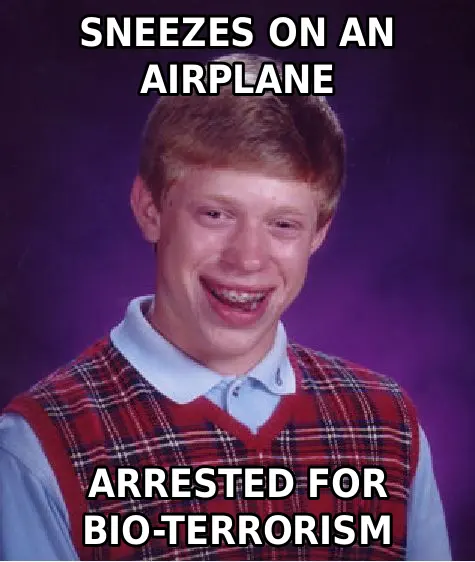 SNEEZES ON AN
AIRPLANE
ARRESTED FOR
BIO-TERRORISM